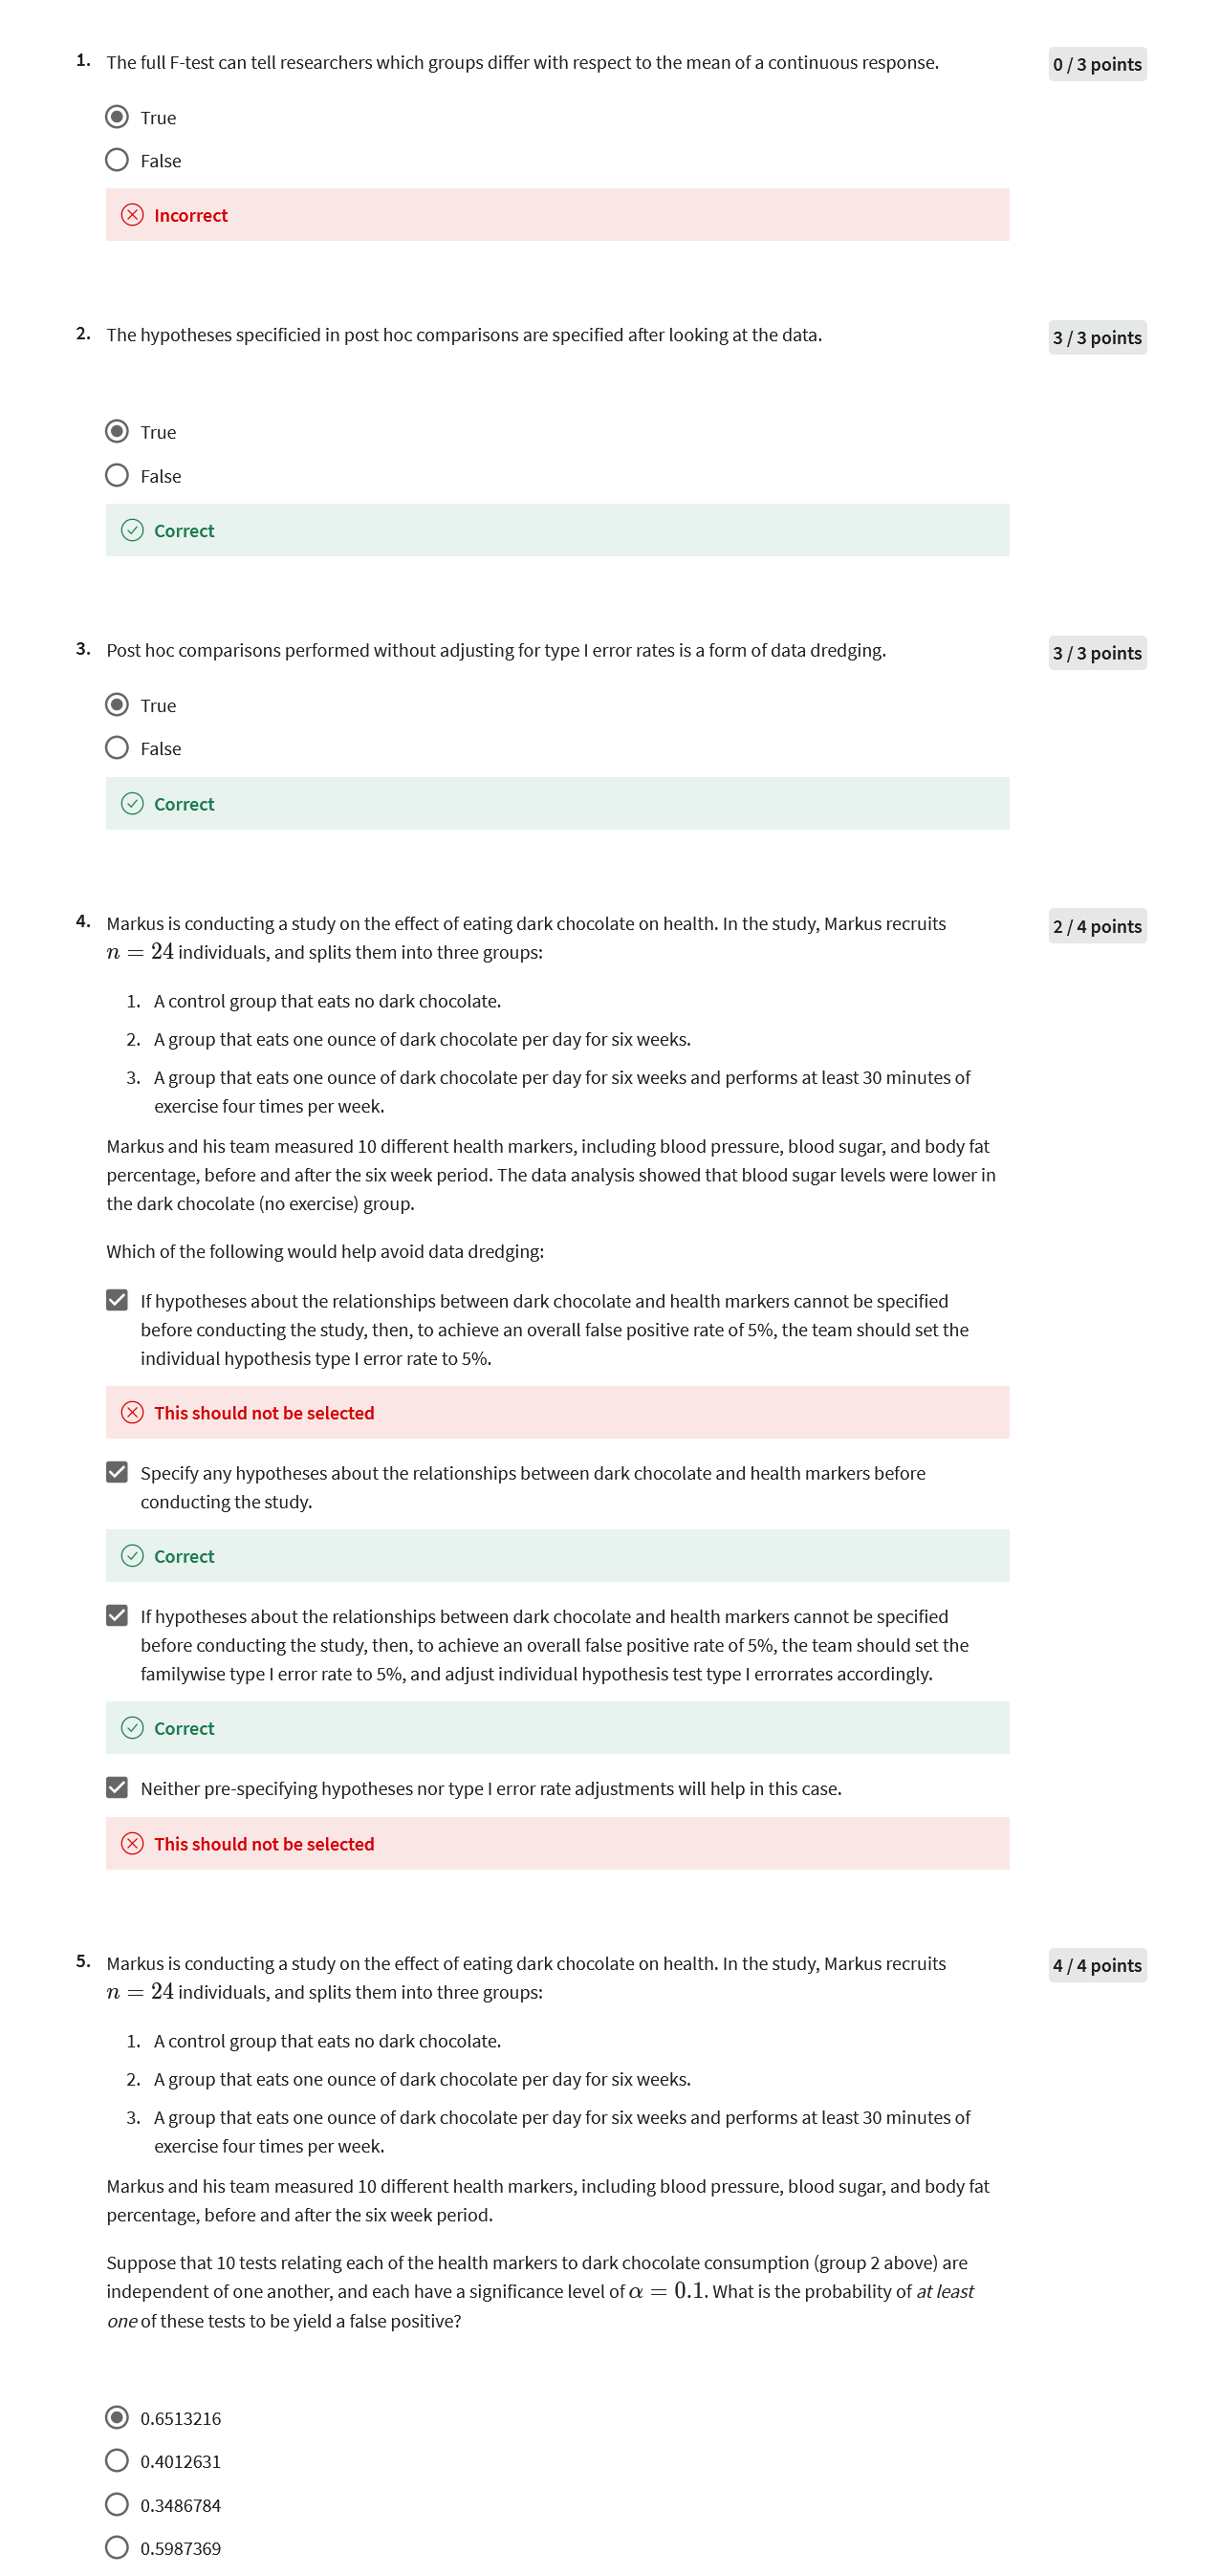 1. The full F-test can tell researchers which groups differ with respect to the mean of a continuous response.
0 / 3 points
True
False
Incorrect
2. The hypotheses specificied in post hoc comparisons are specified after looking at the data.
3 / 3 points
True
False
Correct
3. Post hoc comparisons performed without adjusting for type I error rates is a form of data dredging.
3 / 3 points
True
False
Correct
4. Markus is conducting a study on the effect of eating dark chocolate on health. In the study, Markus recruits
2 / 4 points
n = 24 individuals, and splits them into three groups:
1. A control group that eats no dark chocolate.
2. A group that eats one ounce of dark chocolate per day for six weeks.
3. A group that eats one ounce of dark chocolate per day for six weeks and performs at least 30 minutes of
exercise four times per week.
Markus and his team measured 10 different health markers, including blood pressure, blood sugar, and body fat
percentage, before and after the six week period. The data analysis showed that blood sugar levels were lower in
the dark chocolate (no exercise) group.
Which of the following would help avoid data dredging:
If hypotheses about the relationships between dark chocolate and health markers cannot be specified
before conducting the study, then, to achieve an overall false positive rate of 5%, the team should set the
individual hypothesis type I error rate to 5%.
This should not be selected
Specify any hypotheses about the relationships between dark chocolate and health markers before
conducting the study.
Correct
If hypotheses about the relationships between dark chocolate and health markers cannot be specified
before conducting the study, then, to achieve an overall false positive rate of 5%, the team should set the
familywise type I error rate to 5%, and adjust individual hypothesis test type I errorrates accordingly.
Correct
Neither pre-specifying hypotheses nor type I error rate adjustments will help in this case.
This should not be selected
5. Markus is conducting a study on the effect of eating dark chocolate on health. In the study, Markus recruits
4 / 4 points
n = 24 individuals, and splits them into three groups:
1. A control group that eats no dark chocolate.
2. A group that eats one ounce of dark chocolate per day for six weeks.
3. A group that eats one ounce of dark chocolate per day for six weeks and performs at least 30 minutes of
exercise four times per week.
Markus and his team measured 10 different health markers, including blood pressure, blood sugar, and body fat
percentage, before and after the six week period.
Suppose that 10 tests relating each of the health markers to dark chocolate consumption (group 2 above) are
independent of one another, and each have a significance level of α = 0.1. What is the probability of at least
one of these tests to be yield a false positive?
0.6513216
0.4012631
0.3486784
0.5987369